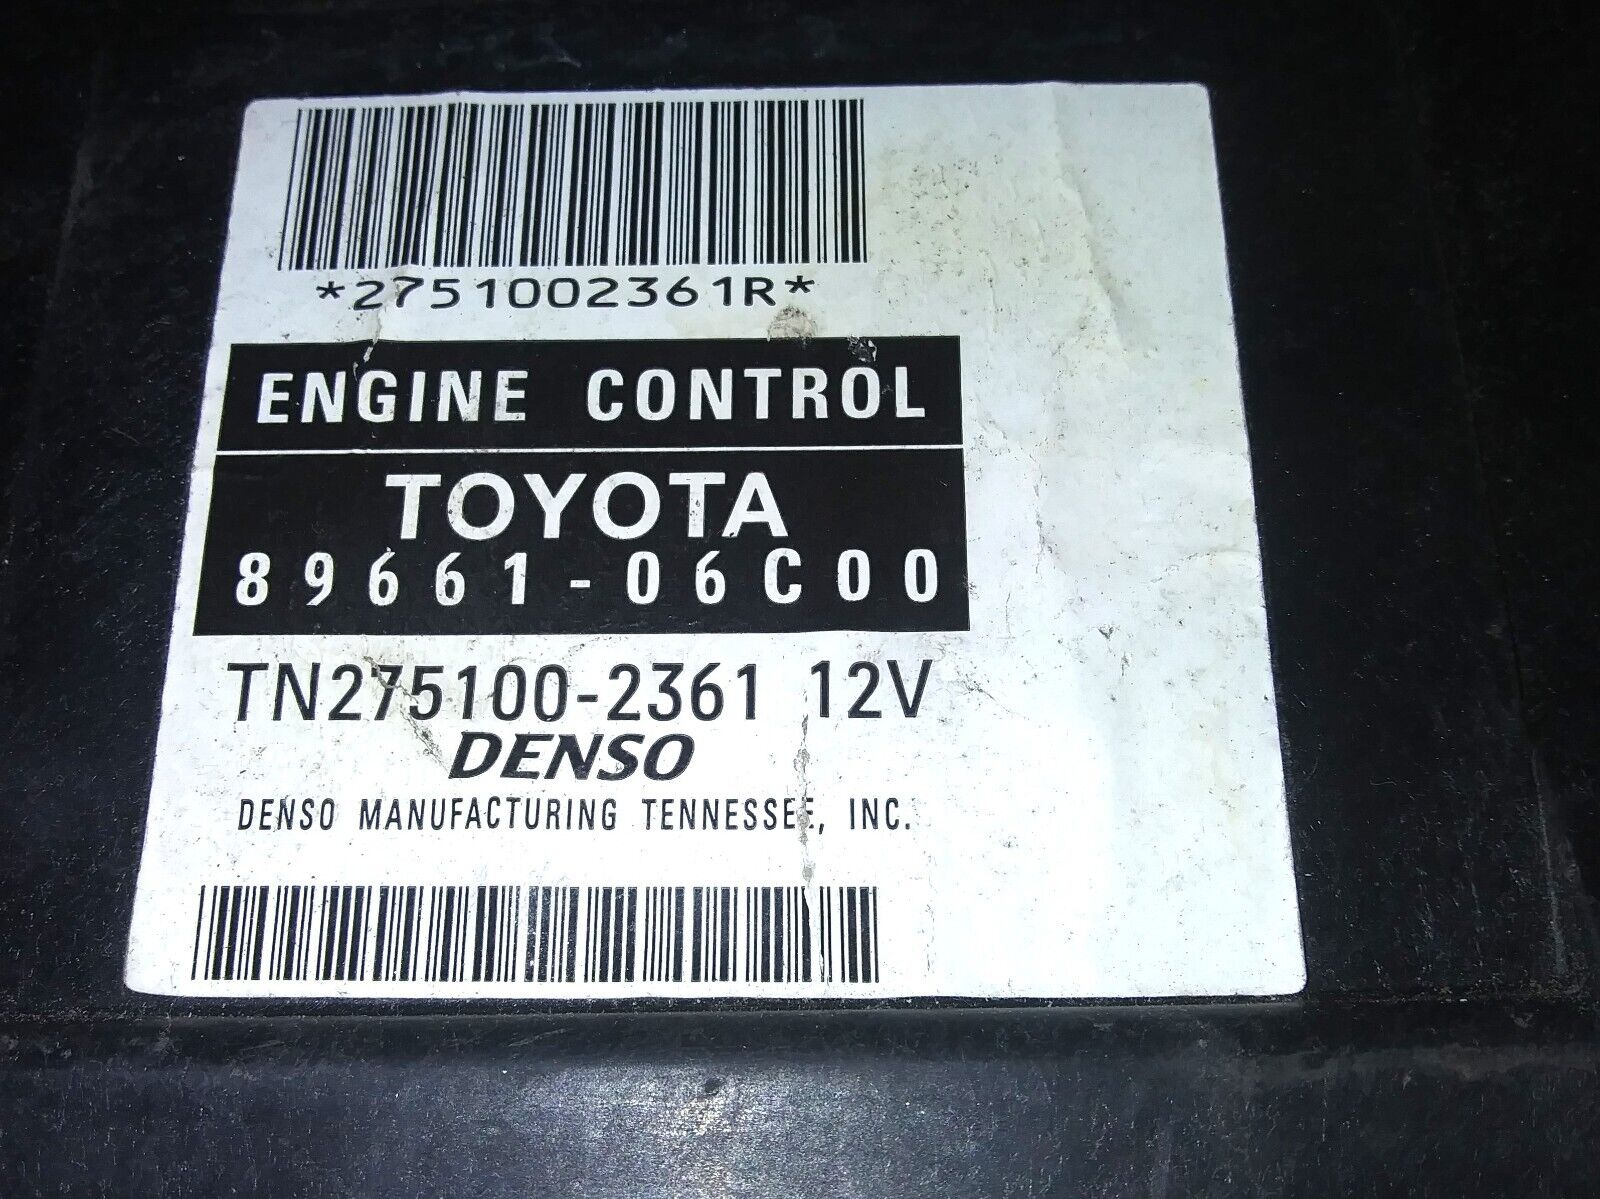 *2751002361R*
ENGINE CONTROL
TOYOTA
89661-06C00
TN275100-2361 12V
DENSO
DENSO MANUFACTURING TENNESSEE, INC.